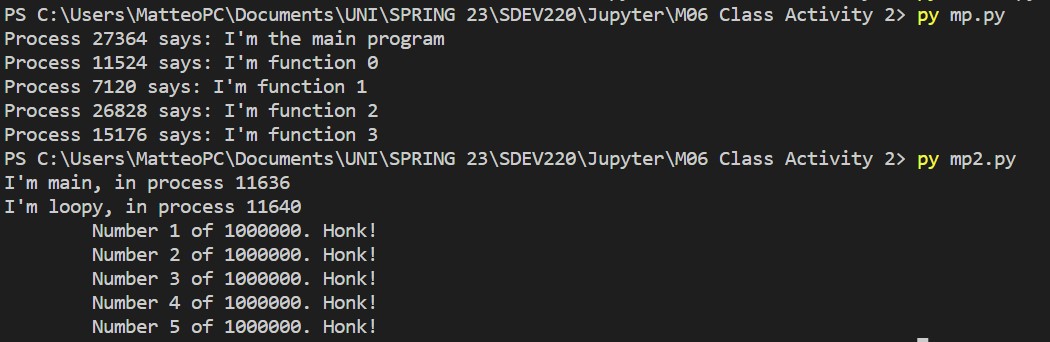 PS C:\Users\MatteoPC\Documents\UNI\SPRING 23\SDEV220\Jupyter\M06 Class Activity 2> py mp.py
Process 27364 says: I'm the main program
Process 11524 says: I'm function 0
Process 7120 says: I'm function 1
Process 26828 says: I'm function 2
Process 15176 says: I'm function 3
PS C:\Users\MatteoPC\Documents\UNI\SPRING 23\SDEV220\Jupyter\M06 Class Activity 2> py mp2.py
I'm main, in process 11636
I'm loopy, in process 11640
        Number 1 of 1000000. Honk!
        Number 2 of 1000000. Honk!
        Number 3 of 1000000. Honk!
        Number 4 of 1000000. Honk!
        Number 5 of 1000000. Honk!